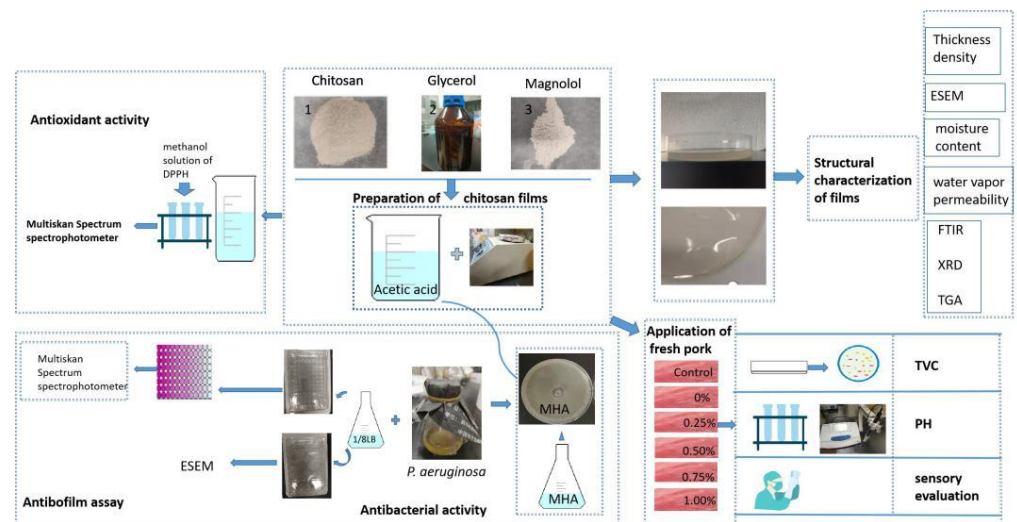 Antioxidant activity
methanol
solution of
DPPH
Multiskan Spectrum
spectrophotometer
Chitosan
Glycerol
Magnolol
1
2
3
Preparation of chitosan films
Acetic acid
Structural
characterization
of films
Thickness
density
ESEM
moisture
content
water vapor
permeability
FTIR
XRD
TGA
Multiskan
Spectrum
spectrophotometer
1/8LB
P. aeruginosa
ESEM
MHA
MHA
Antibofilm assay
Antibacterial activity
Application of
fresh pork
Control
0%
0.25%
0.50%
0.75%
1.00%
TVC
PH
sensory
evaluation